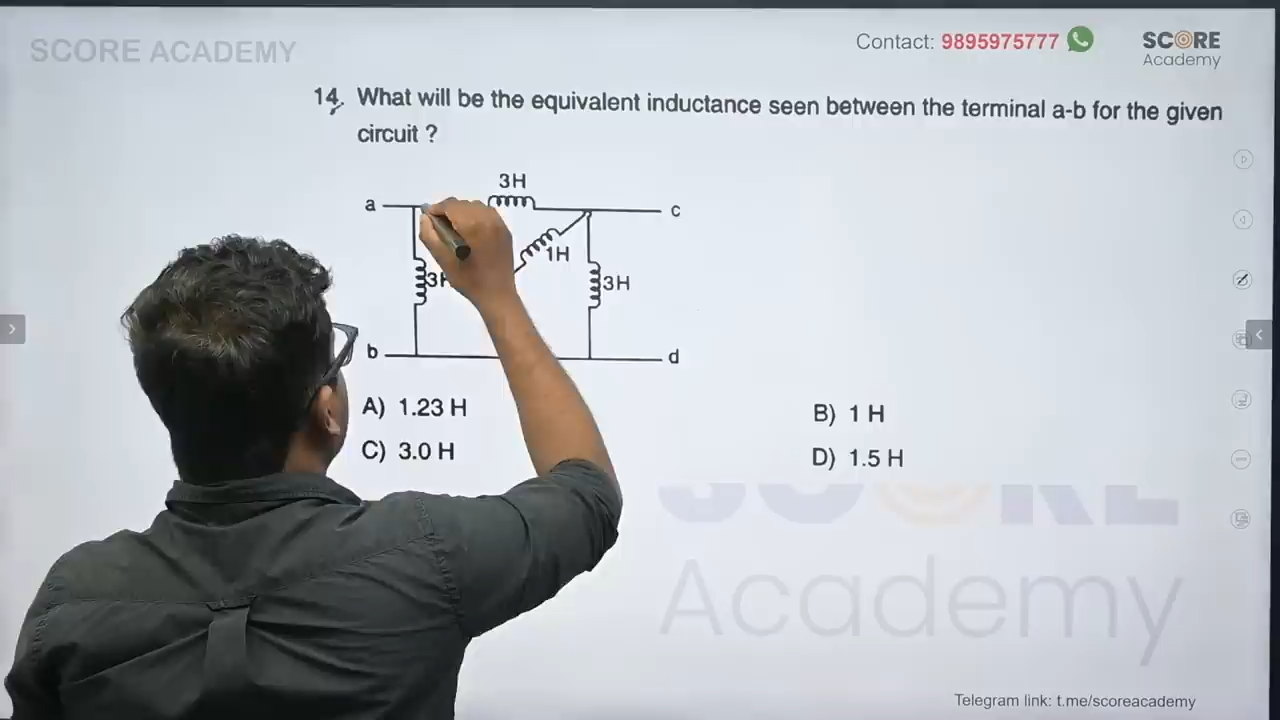 SCORE ACADEMY
Contact: 9895975777
SCORE
Academy
14. What will be the equivalent inductance seen between the terminal a-b for the given
circuit ?
3H
a
c
1H
3H
b
d
A) 1.23 H
B) 1 H
C) 3.0 H
D) 1.5 H
Academy
Telegram link: t.me/scoreacademy